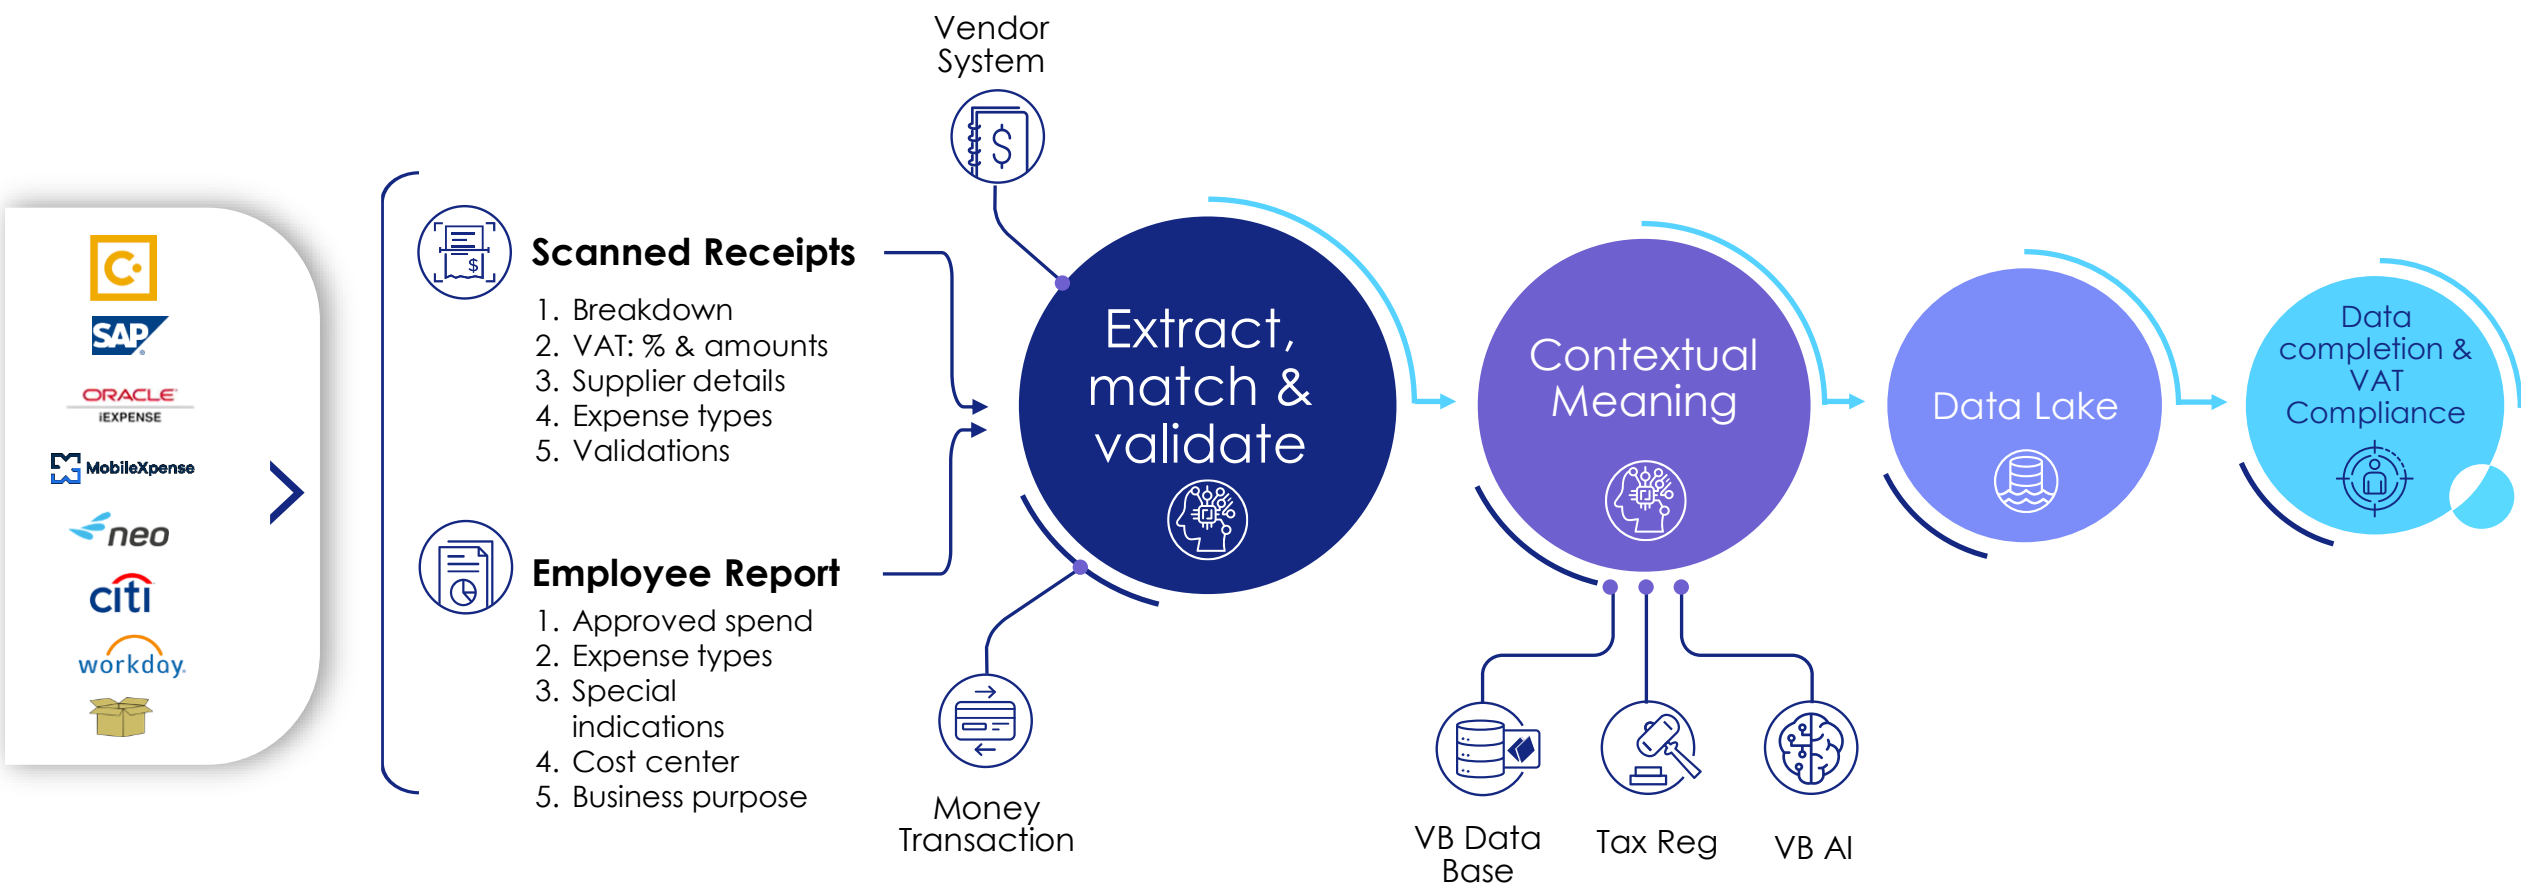 C.
SAP
®
ORACLE®
iEXPENSE
MobileXpense
neo
citi
workday.
Scanned Receipts
1. Breakdown
2. VAT: % & amounts
3. Supplier details
4. Expense types
5. Validations
Employee Report
1. Approved spend
2. Expense types
3. Special
indications
4. Cost center
5. Business purpose
Vendor
System
$
$
Money
Transaction
Extract,
match &
validate
Contextual
Meaning
VB Data
Base
Tax Reg
VB AI
Data Lake
Data
completion &
VAT
Compliance